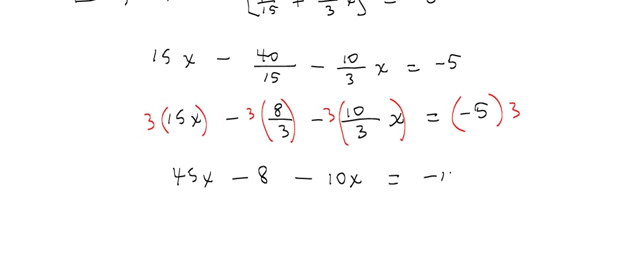 15x - 40/15 - 10/3 x = -5
3(15x) - 3(8/3) - 3(10/3 x) = (-5)3
45x - 8 - 10x = -1